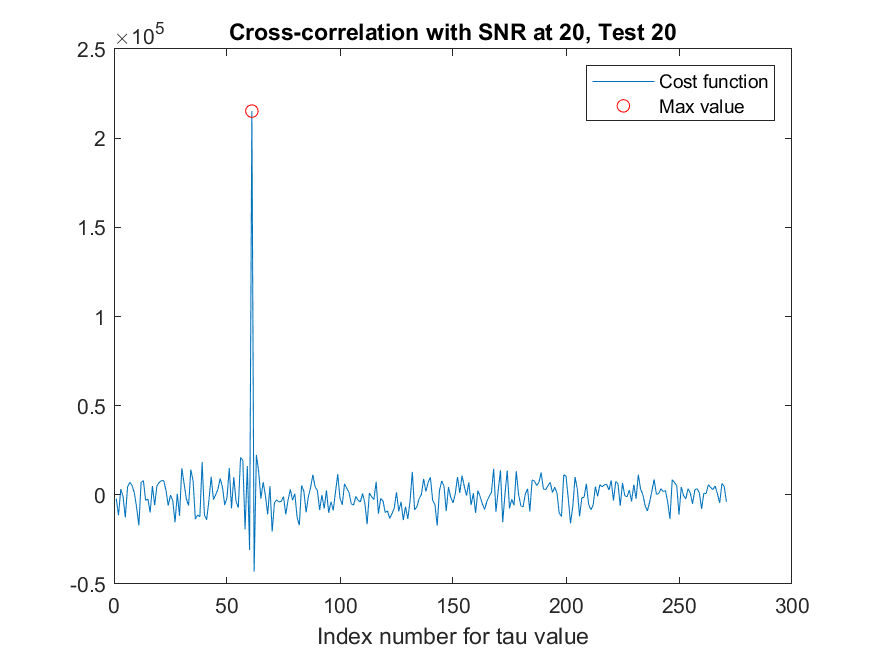 Cross-correlation with SNR at 20, Test 20
×10^5
2.5
2
1.5
1
0.5
0
-0.5
0 50 100 150 200 250 300
Index number for tau value
Cost function
Max value